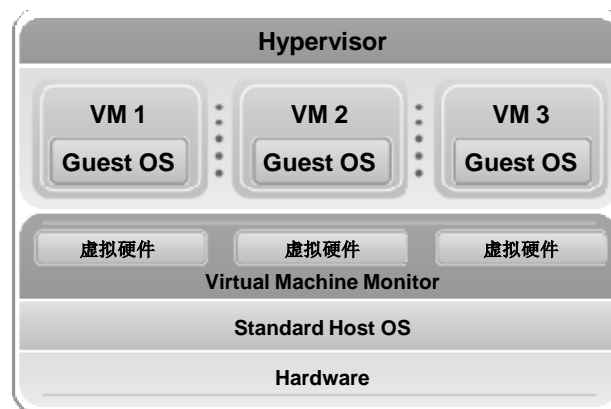 Hypervisor
VM 1 VM 2 VM 3
Guest OS Guest OS Guest OS
虚拟硬件 虚拟硬件 虚拟硬件
Virtual Machine Monitor
Standard Host OS
Hardware